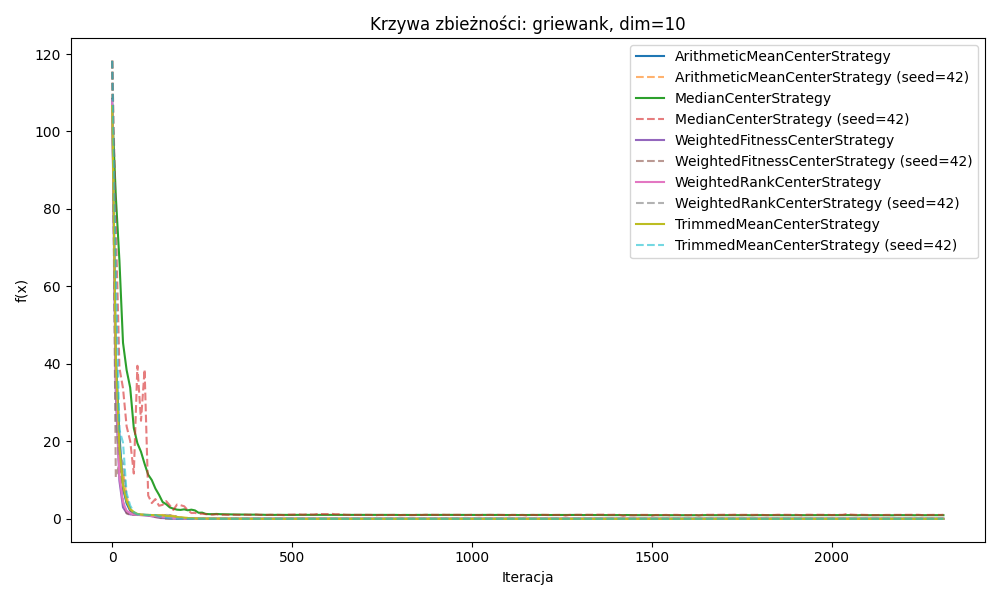 Krzywa zbieżności: griewank, dim=10
120
100
80
60
40
20
0
f(x)
ArithmeticMeanCenterStrategy
ArithmeticMeanCenterStrategy (seed=42)
MedianCenterStrategy
MedianCenterStrategy (seed=42)
WeightedFitnessCenterStrategy
WeightedFitnessCenterStrategy (seed=42)
WeightedRankCenterStrategy
WeightedRankCenterStrategy (seed=42)
TrimmedMeanCenterStrategy
TrimmedMeanCenterStrategy (seed=42)
0 500 1000 1500 2000
Iteracja